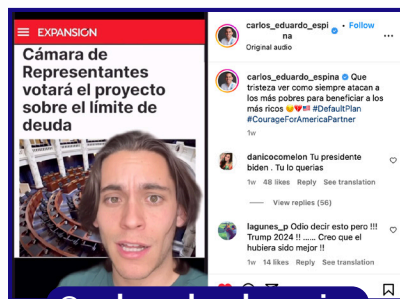 EXPANSIÓN
Cámara de
Representantes
votará el proyecto
sobre el límite de
deuda
carlos_eduardo_espi
na • Follow
Original audio
carlos_eduardo_espina Que
tristeza ver como siempre atacan a
los más pobres para beneficiar a los
más ricos 😢💔🇺🇸 #DefaultPlan
#CourageForAmericaPartner
1w
danicocomelon Tu presidente
biden . Tu lo querias
1w 48 likes Reply See translation
View replies (56)
lagunes_p Odio decir esto pero !!!
Trump 2024 !! ...... Creo que el
hubiera sido mejor !!
1w 14 likes Reply See translation